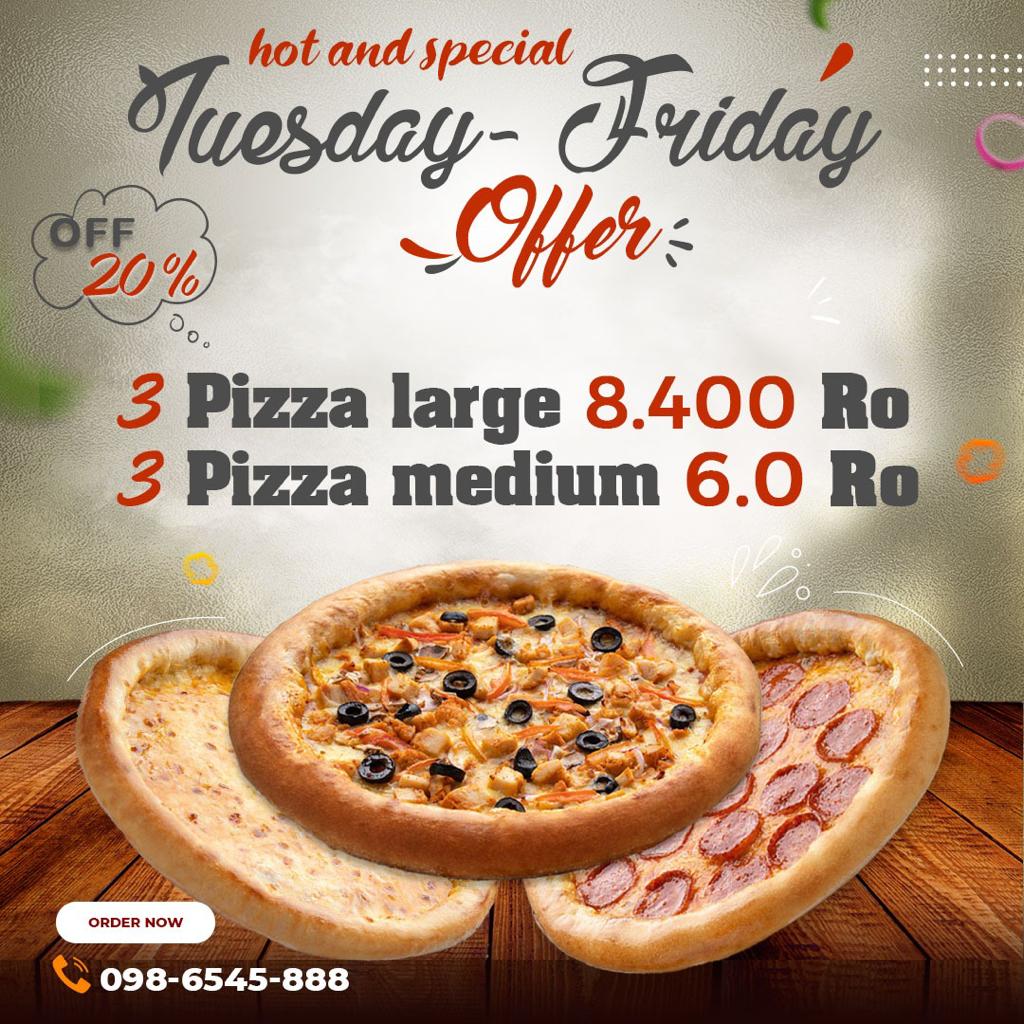 hot and special
Tuesday- Friday
Offer
OFF
20%
3 Pizza large 8.400 Ro
3 Pizza medium 6.0 Ro
ORDER NOW
098-6545-888